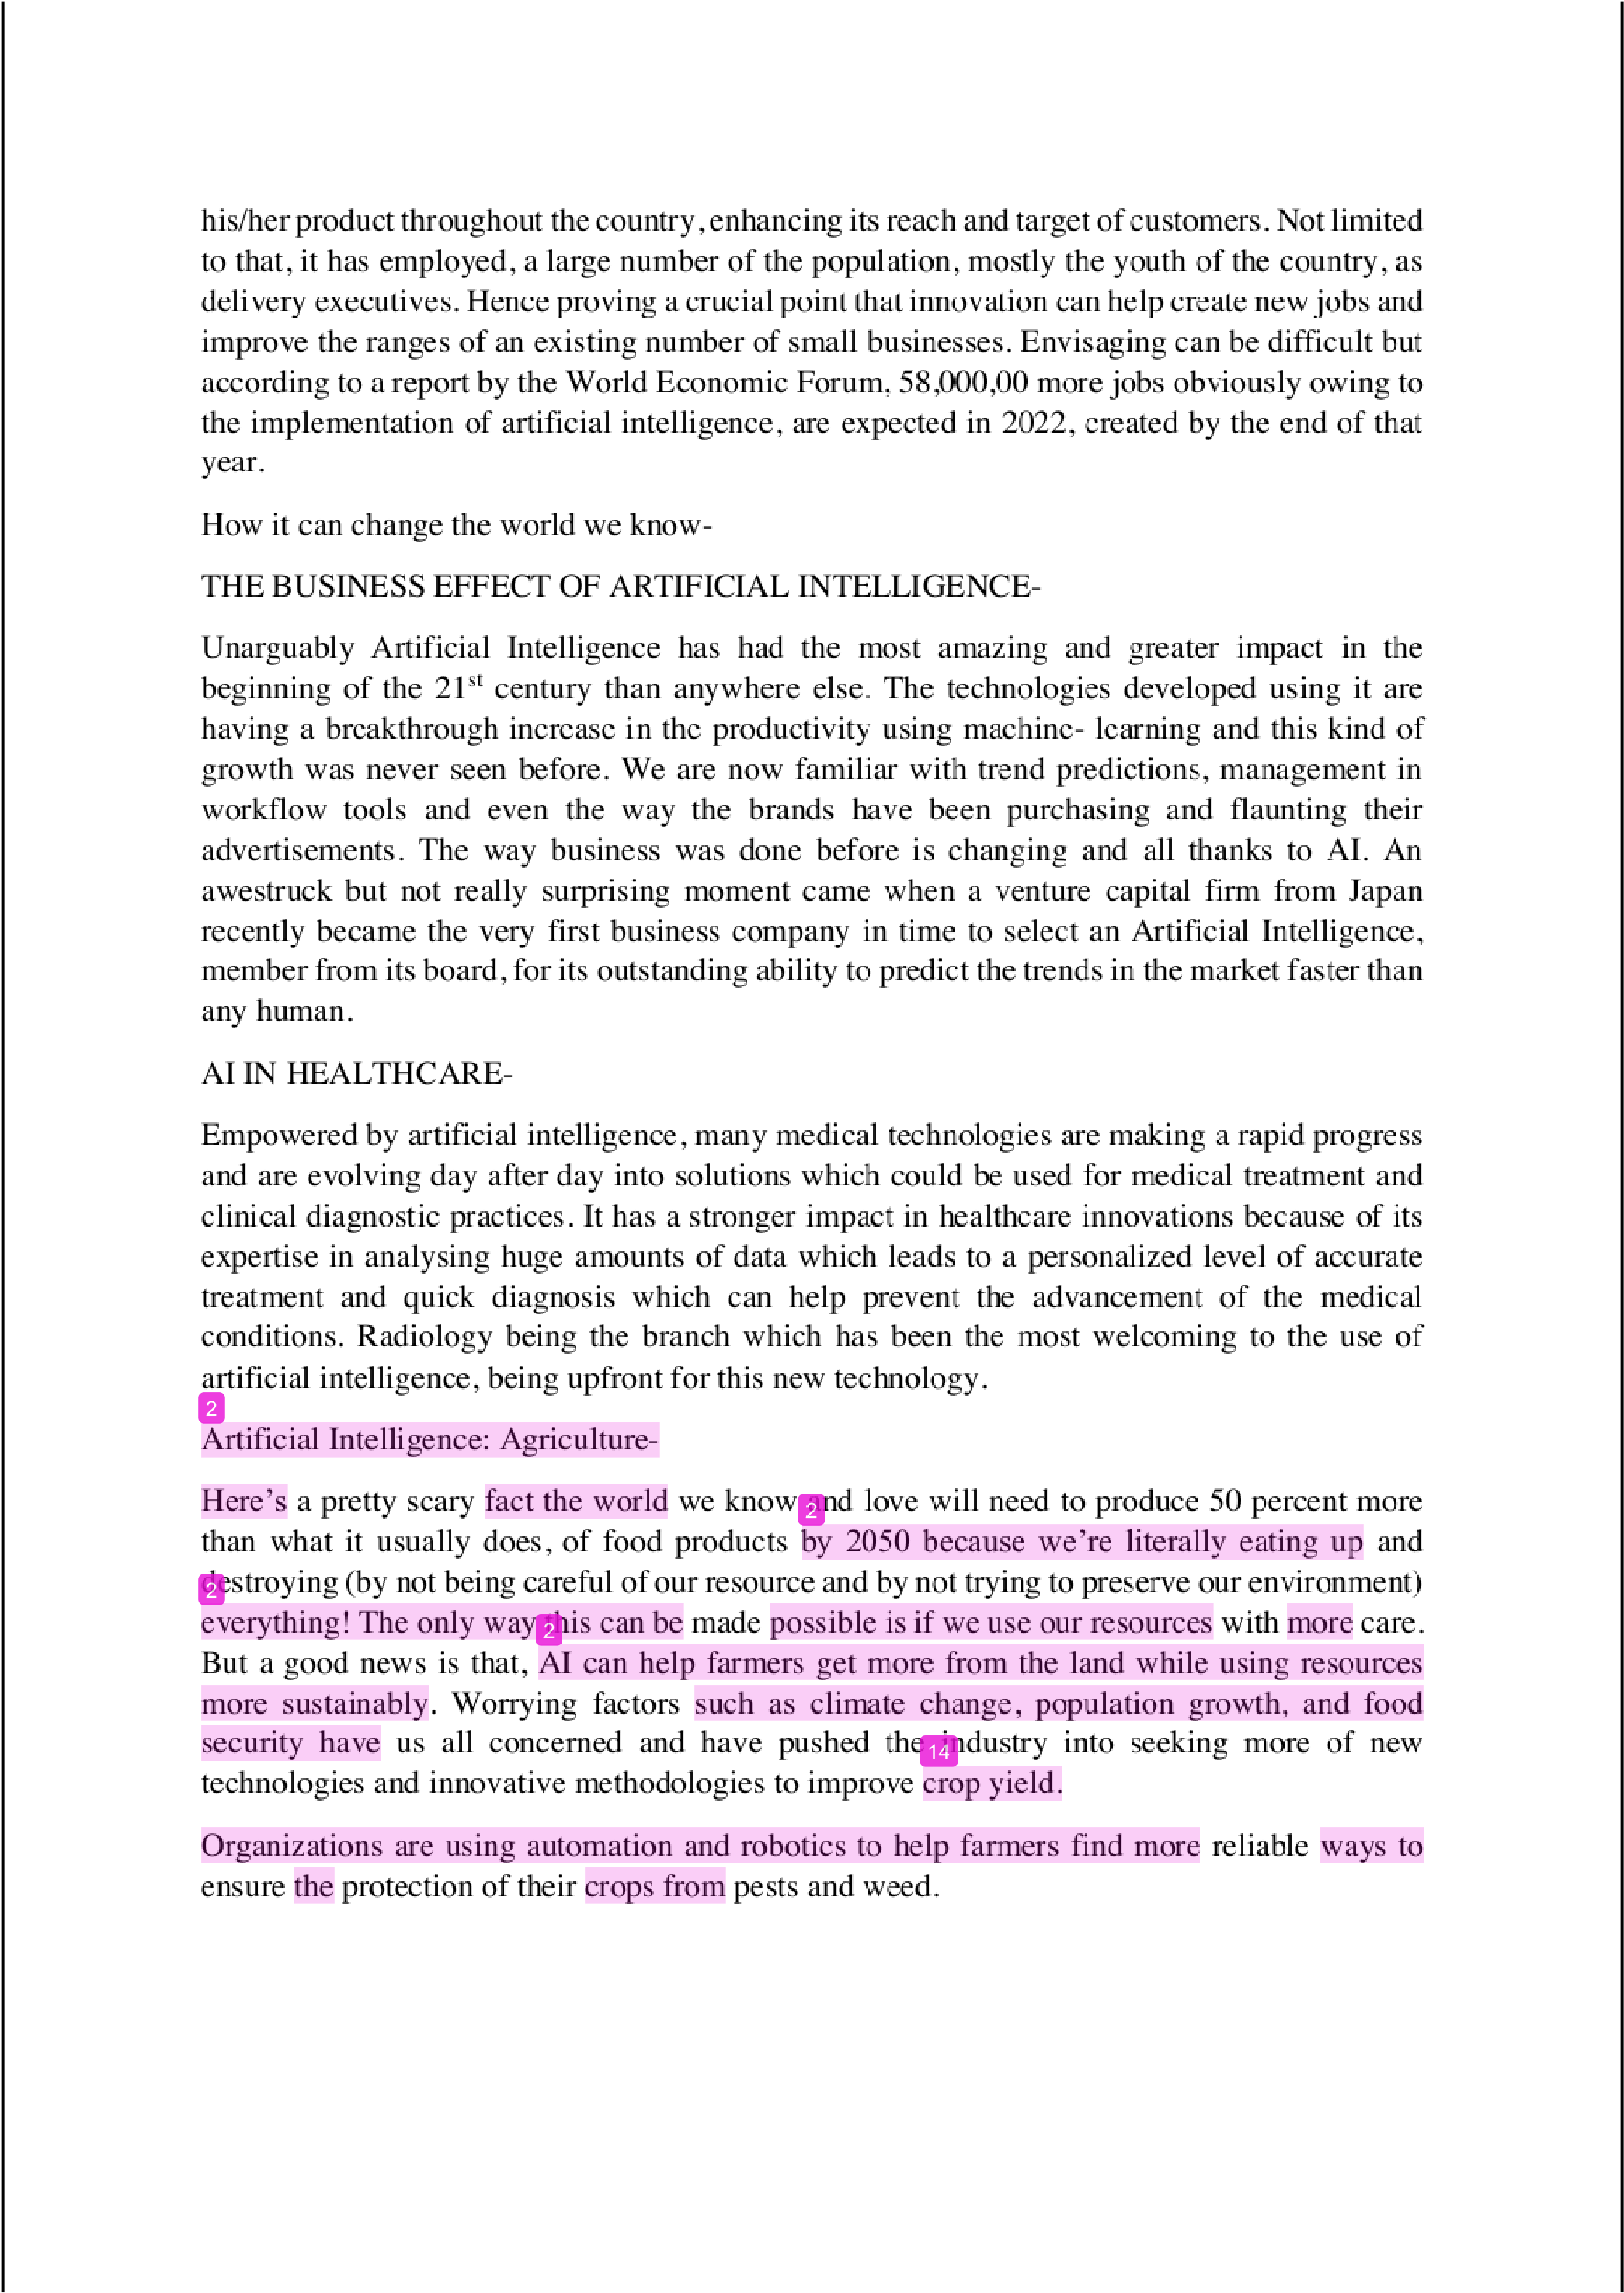 his/her product throughout the country, enhancing its reach and target of customers. Not limited
to that, it has employed, a large number of the population, mostly the youth of the country, as
delivery executives. Hence proving a crucial point that innovation can help create new jobs and
improve the ranges of an existing number of small businesses. Envisaging can be difficult but
according to a report by the World Economic Forum, 58,000,00 more jobs obviously owing to
the implementation of artificial intelligence, are expected in 2022, created by the end of that
year.
How it can change the world we know-
THE BUSINESS EFFECT OF ARTIFICIAL INTELLIGENCE-
Unarguably Artificial Intelligence has had the most amazing and greater impact in the
beginning of the 21st century than anywhere else. The technologies developed using it are
having a breakthrough increase in the productivity using machine- learning and this kind of
growth was never seen before. We are now familiar with trend predictions, management in
workflow tools and even the way the brands have been purchasing and flaunting their
advertisements. The way business was done before is changing and all thanks to AI. An
awestruck but not really surprising moment came when a venture capital firm from Japan
recently became the very first business company in time to select an Artificial Intelligence,
member from its board, for its outstanding ability to predict the trends in the market faster than
any human.
AI IN HEALTHCARE-
Empowered by artificial intelligence, many medical technologies are making a rapid progress
and are evolving day after day into solutions which could be used for medical treatment and
clinical diagnostic practices. It has a stronger impact in healthcare innovations because of its
expertise in analysing huge amounts of data which leads to a personalized level of accurate
treatment and quick diagnosis which can help prevent the advancement of the medical
conditions. Radiology being the branch which has been the most welcoming to the use of
artificial intelligence, being upfront for this new technology.
2
Artificial Intelligence: Agriculture-
Here's a pretty scary fact the world we know and love will need to produce 50 percent more
2
than what it usually does, of food products by 2050 because we're literally eating up and
destroying (by not being careful of our resource and by not trying to preserve our environment)
2
everything! The only way this can be made possible is if we use our resources with more care.
2
But a good news is that, AI can help farmers get more from the land while using resources
more sustainably. Worrying factors such as climate change, population growth, and food
security have us all concerned and have pushed the industry into seeking more of new
14
technologies and innovative methodologies to improve crop yield.
Organizations are using automation and robotics to help farmers find more reliable ways to
ensure the protection of their crops from pests and weed.